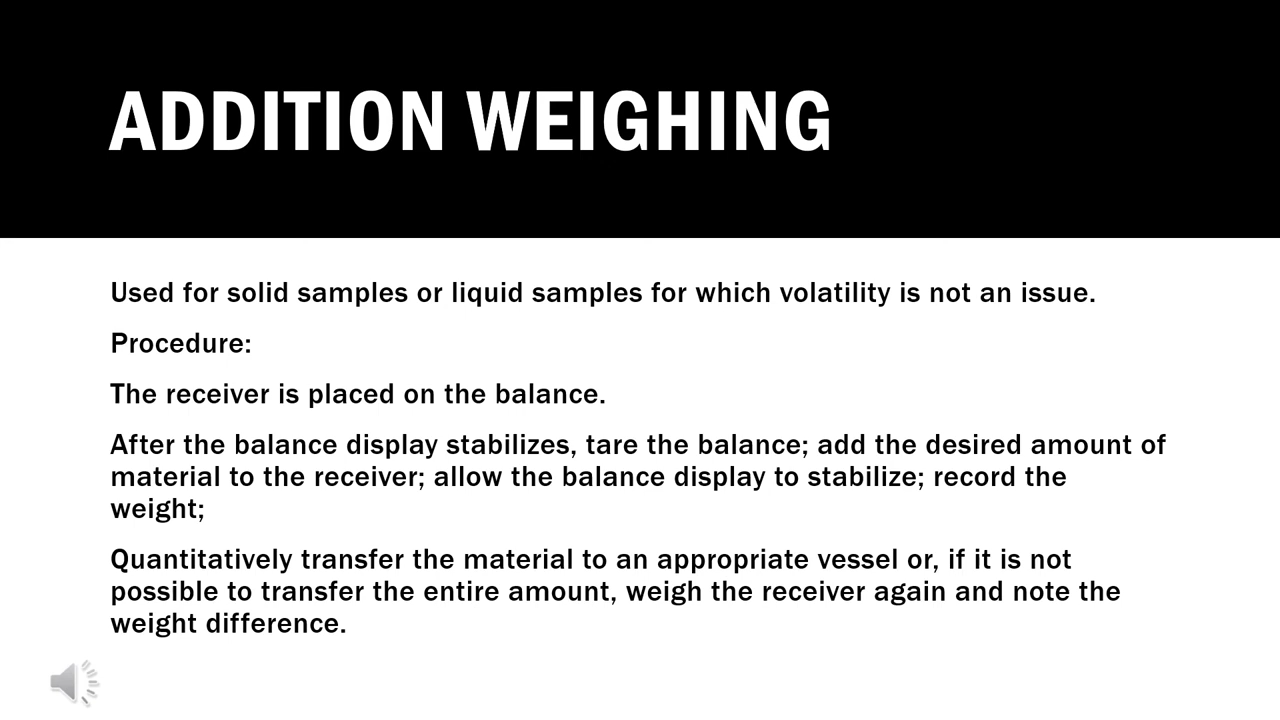 ADDITION WEIGHING
Used for solid samples or liquid samples for which volatility is not an issue.
Procedure:
The receiver is placed on the balance.
After the balance display stabilizes, tare the balance; add the desired amount of
material to the receiver; allow the balance display to stabilize; record the
weight;
Quantitatively transfer the material to an appropriate vessel or, if it is not
possible to transfer the entire amount, weigh the receiver again and note the
weight difference.